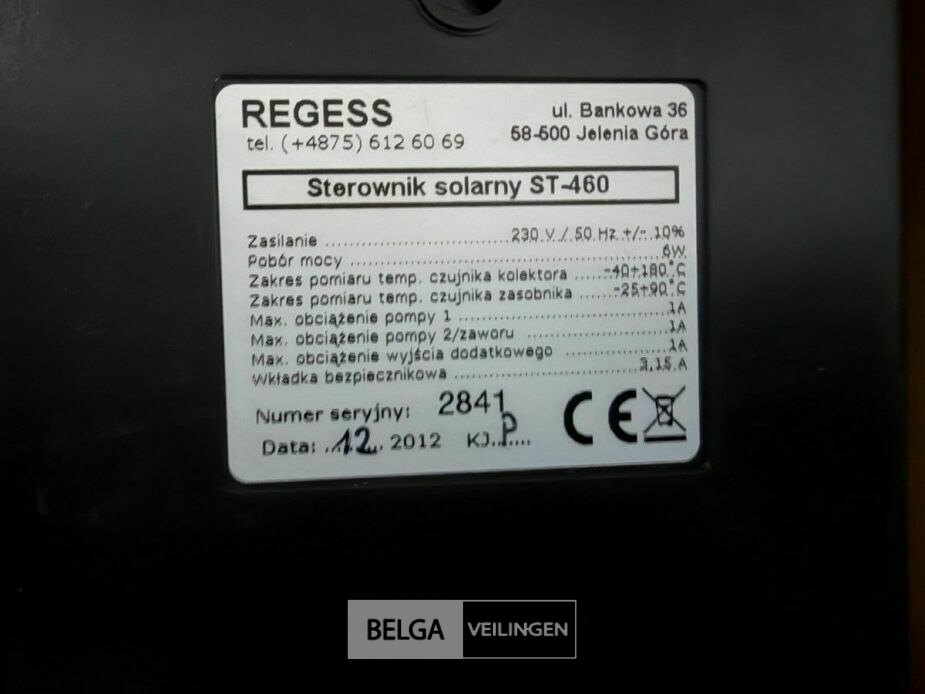 REGESS
tel. (+4875) 612 60 69
ul. Bankowa 36
58-500 Jelenia Góra
Sterownik solarny ST-460
Zasilanie ........................ 230 V / 50 Hz +/- 10%
Pobór mocy ........................ 6W
Zakres pomiaru temp. czujnika kolektora ........ -40÷180°C
Zakres pomiaru temp. czujnika zasobnika ....... -25÷90°C
Max. obciążenie pompy 1 ........................ 1A
Max. obciążenie pompy 2/zaworu ........................ 1A
Max. obciążenie wyjścia dodatkowego ................ 1A
Wkładka bezpiecznikowa ........................ 3,15 A
Numer seryjny: 2841
Data: ..12.. 2012 KJ..P....
CE
BELGA VEILINGEN